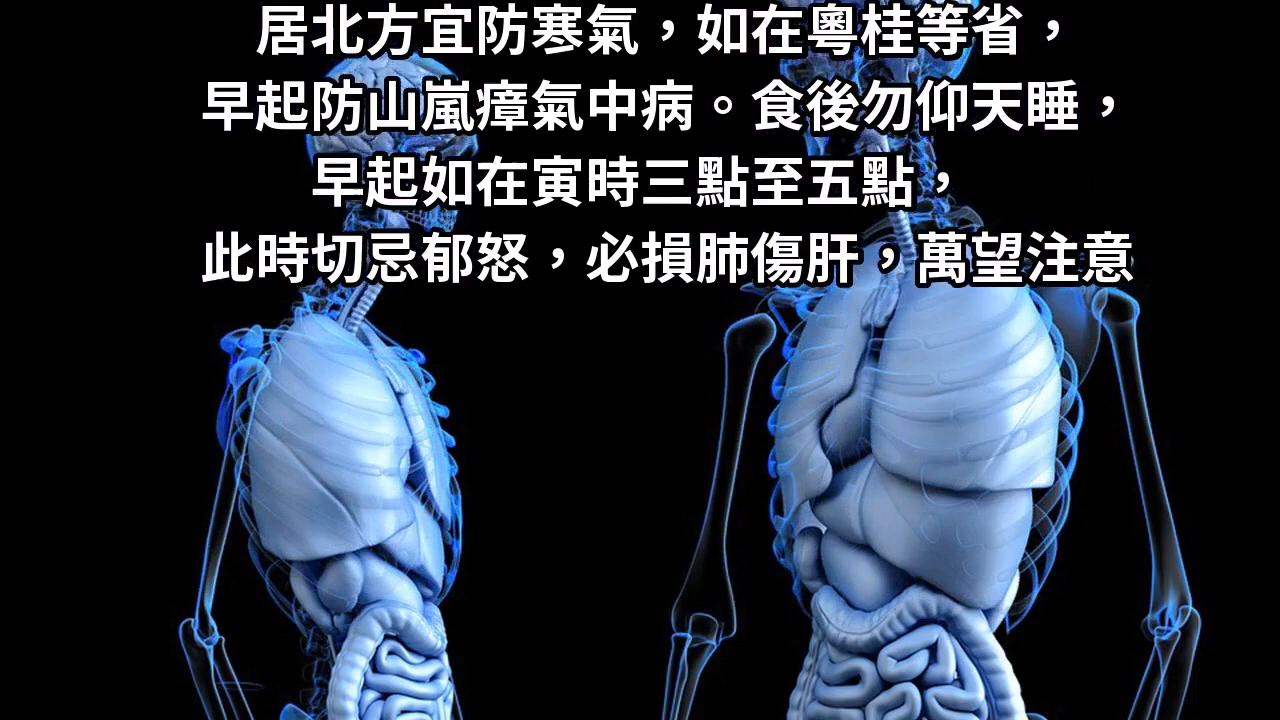 居北方宜防寒氣，如在粵桂等省，
早起防山嵐瘴氣中病。食後勿仰天睡，
早起如在寅時三點至五點，
此時切忌郁怒，必損肺傷肝，萬望注意